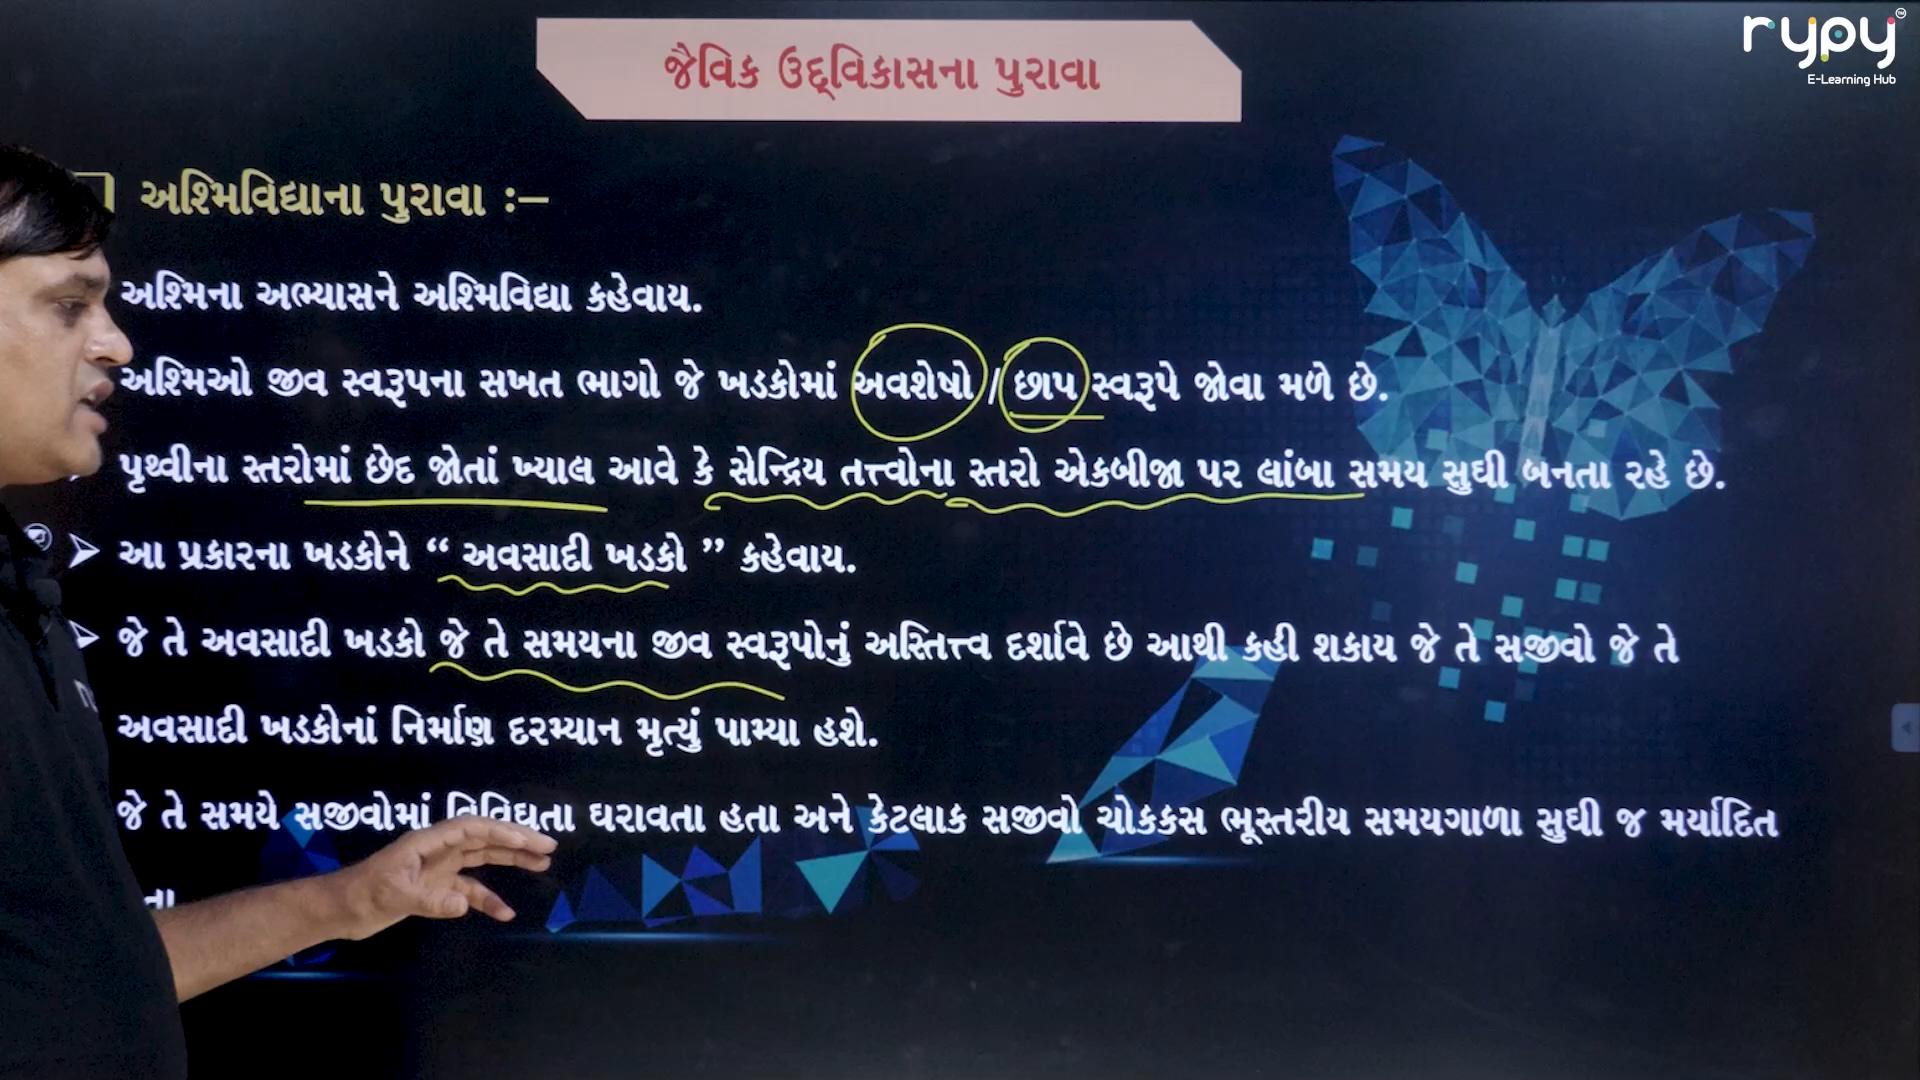 rypy
TM
E-Learning Hub
જૈવિક ઉદ્દ્વિકાસના પુરાવા
અશ્મિવિદ્યાના પુરાવા :–
અશ્મિના અભ્યાસને અશ્મિવિદ્યા કહેવાય.
અશ્મિઓ જીવ સ્વરૂપના સખત ભાગો જે ખડકોમાં અવશેષો / છાપ સ્વરૂપે જોવા મળે છે.
પૃથ્વીના સ્તરોમાં છેદ જોતાં ખ્યાલ આવે કે સેન્દ્રિય તત્ત્વોના સ્તરો એકબીજા પર લાંબા સમય સુધી બનતા રહે છે.
➢ આ પ્રકારના ખડકોને “ અવસાદી ખડકો ” કહેવાય.
➢ જે તે અવસાદી ખડકો જે તે સમયના જીવ સ્વરૂપોનું અસ્તિત્ત્વ દર્શાવે છે આથી કહી શકાય જે તે સજીવો જે તે
અવસાદી ખડકોનાં નિર્માણ દરમ્યાન મૃત્યું પામ્યા હશે.
જે તે સમયે સજીવોમાં વિવિધતા ધરાવતા હતા અને કેટલાક સજીવો ચોકકસ ભૂસ્તરીય સમયગાળા સુધી જ મર્યાદિત